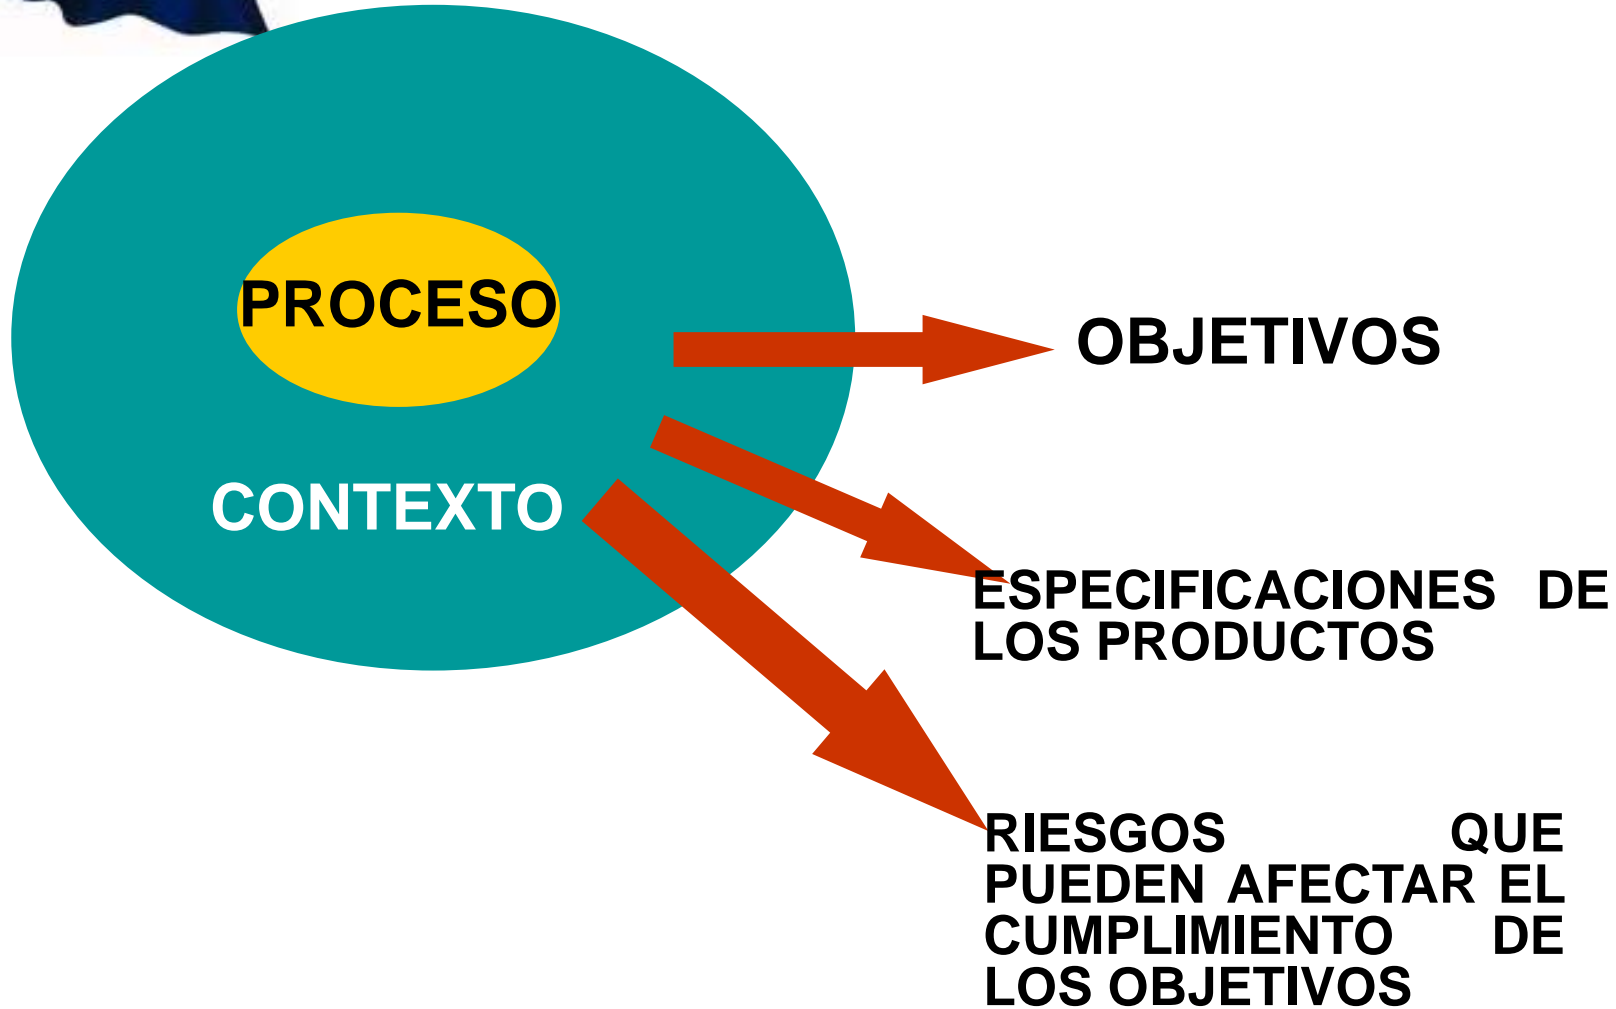 PROCESO
OBJETIVOS
CONTEXTO
ESPECIFICACIONES DE
LOS PRODUCTOS
RIESGOS QUE
PUEDEN AFECTAR EL
CUMPLIMIENTO DE
LOS OBJETIVOS